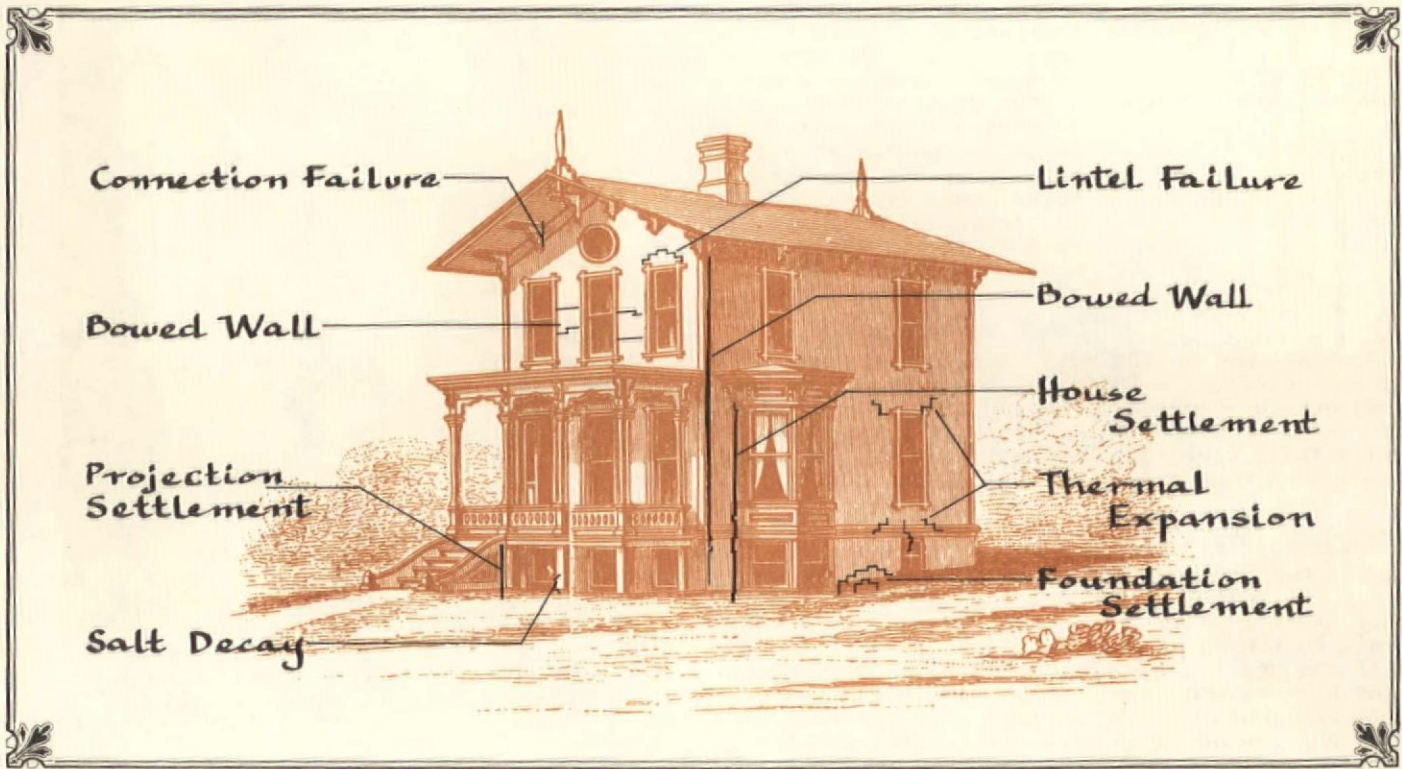 Connection Failure
Bowed Wall
Projection
Settlement
Salt Decay
Lintel Failure
Bowed Wall
House
Settlement
Thermal
Expansion
Foundation
Settlement